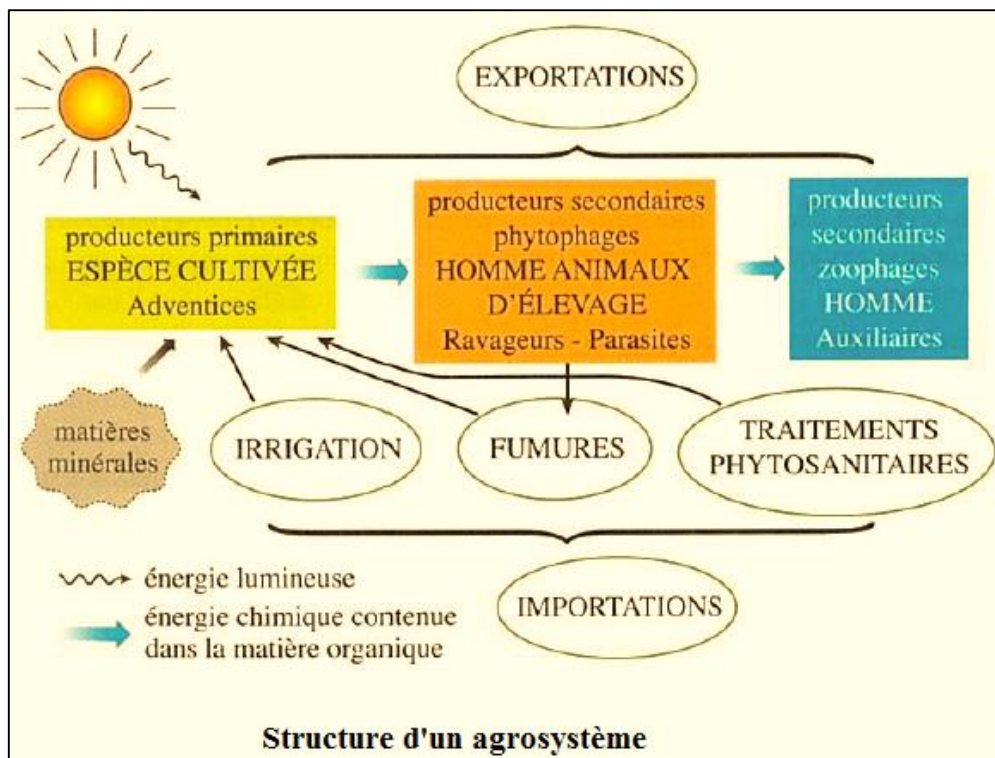 EXPORTATIONS
producteurs primaires
ESPÈCE CULTIVÉE
Adventices
producteurs secondaires
phytophages
HOMME ANIMAUX
D'ÉLEVAGE
Ravageurs - Parasites
producteurs
secondaires
zoophages
HOMME
Auxiliaires
matières
minérales
IRRIGATION
FUMURES
TRAITEMENTS
PHYTOSANITAIRES
énergie lumineuse
énergie chimique contenue
dans la matière organique
IMPORTATIONS
Structure d'un agrosystème